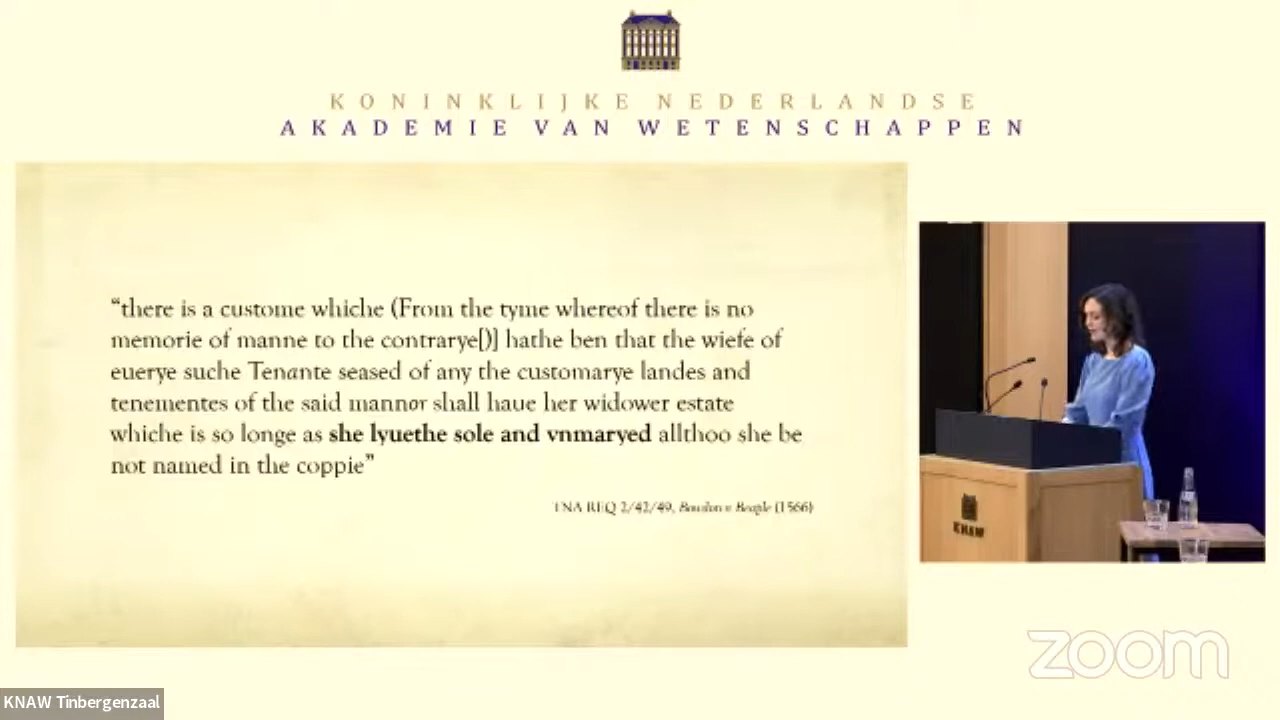 KONINKLIJKE NEDERLANDSE
AKADEMIE VAN WETENSCHAPPEN
“there is a custome whiche (From the tyme whereof there is no
memorie of manne to the contrarye[)] hathe ben that the wiefe of
euerye suche Tenante seased of any the customarye landes and
tenementes of the said mannor shall haue her widower estate
whiche is so longe as she lyuethe sole and vnmaryed allthoo she be
not named in the coppie”
TNA REQ 2/42/49, v Beaple (1566)
KNAW
zoom
KNAW Tinbergenzaal